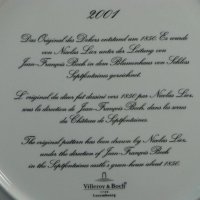 2001
Das Original des Dekors entstand um 1850. Es wurde
von Nicolas Liez unter der Leitung von
Jean-François Boch in dem Blumenhaus von Schloss
Septfontaines gezeichnet.
L'original du décor fut dessiné vers 1850 par Nicolas Liez
sous la direction de Jean-François Boch, dans les serres
du Château de Septfontaines.
The original pattern has been drawn by Nicolas Liez
under the direction of Jean-François Boch
in the Septfontaines castle's green house about 1850.
Villeroy & Boch
1748
Luxembourg